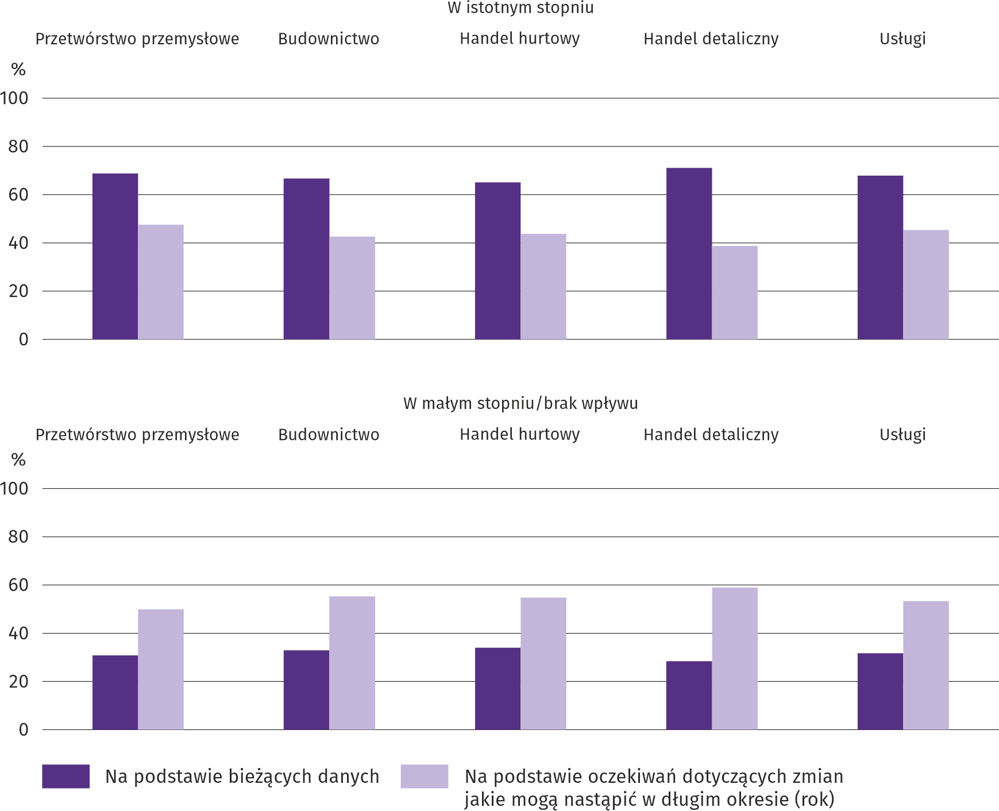 W istotnym stopniu
Przetwórstwo przemysłowe Budownictwo Handel hurtowy Handel detaliczny Usługi
%
100
80
60
40
20
0
W małym stopniu/brak wpływu
Przetwórstwo przemysłowe Budownictwo Handel hurtowy Handel detaliczny Usługi
%
100
80
60
40
20
0
Na podstawie bieżących danych Na podstawie oczekiwań dotyczących zmian
jakie mogą nastąpić w długim okresie (rok)